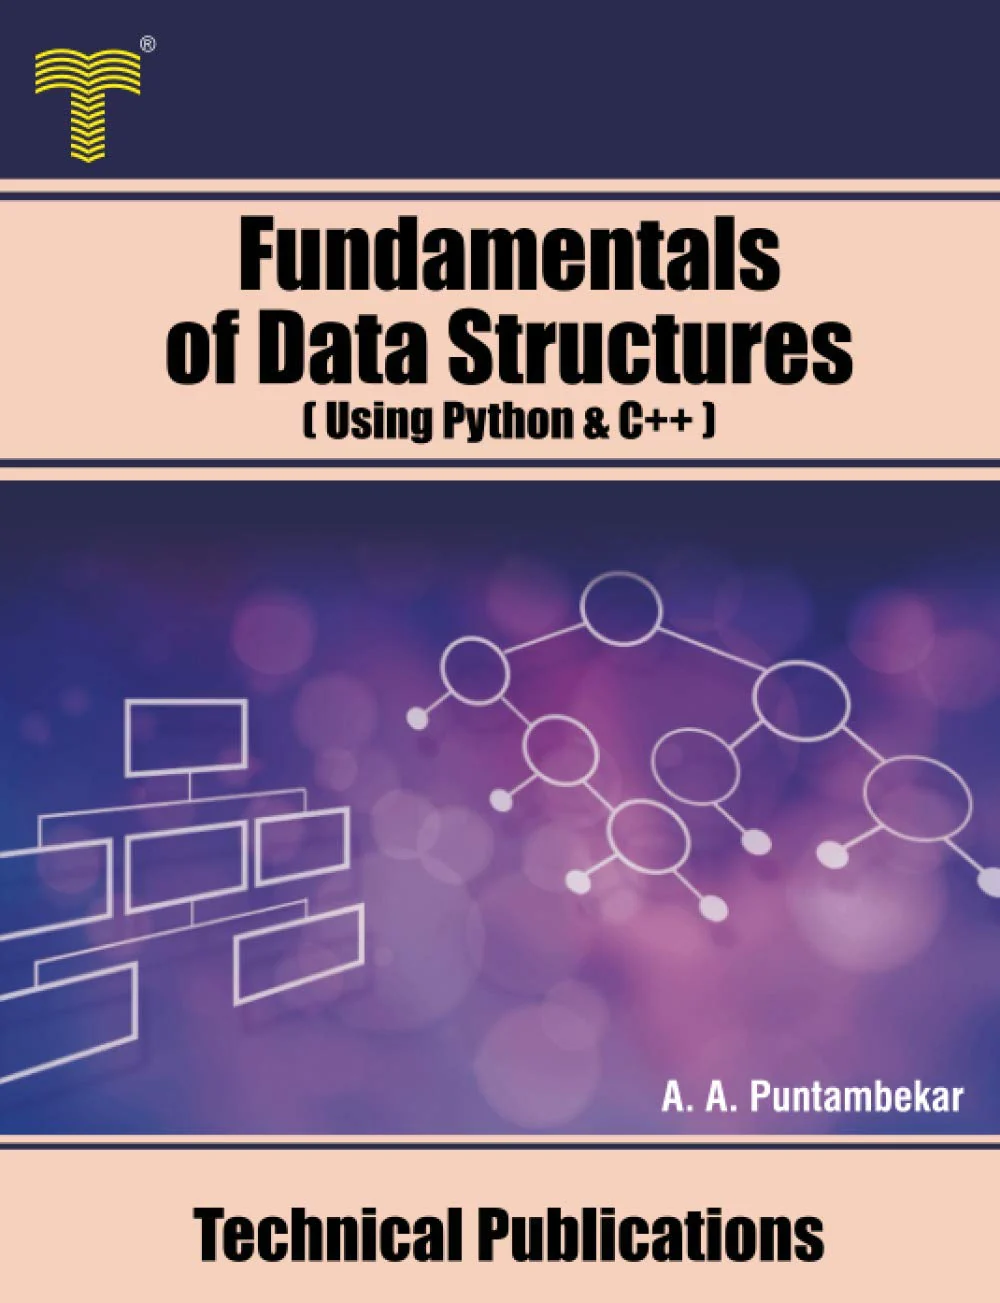 ®
Fundamentals
of Data Structures
( Using Python & C++ )
A. A. Puntambekar
Technical Publications